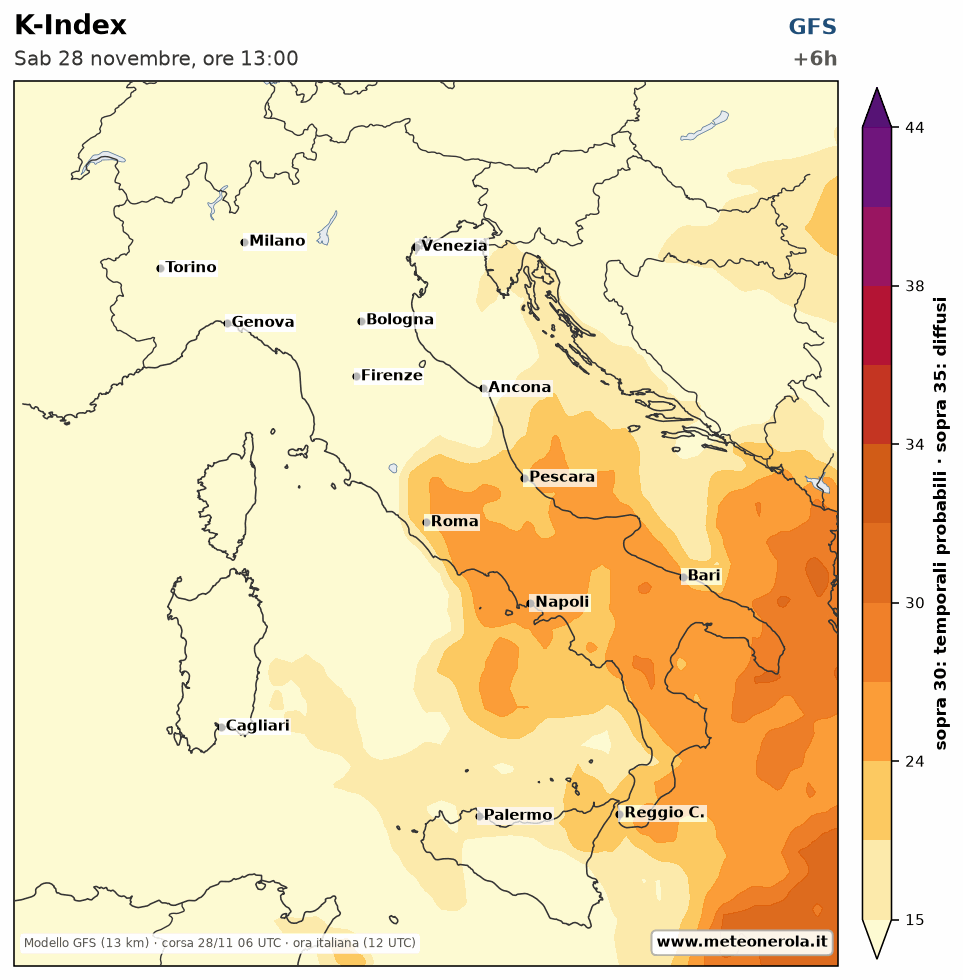 K-Index
GFS
Sab 28 novembre, ore 13:00
+6h
44
38
34
30
24
15
sopra 30: temporali probabili · sopra 35: diffusi
Milano
Venezia
Torino
Genova
Bologna
Firenze
Ancona
Pescara
Roma
Bari
Napoli
Cagliari
Palermo
Reggio C.
Modello GFS (13 km) · corsa 28/11 06 UTC · ora italiana (12 UTC)
www.meteonerola.it